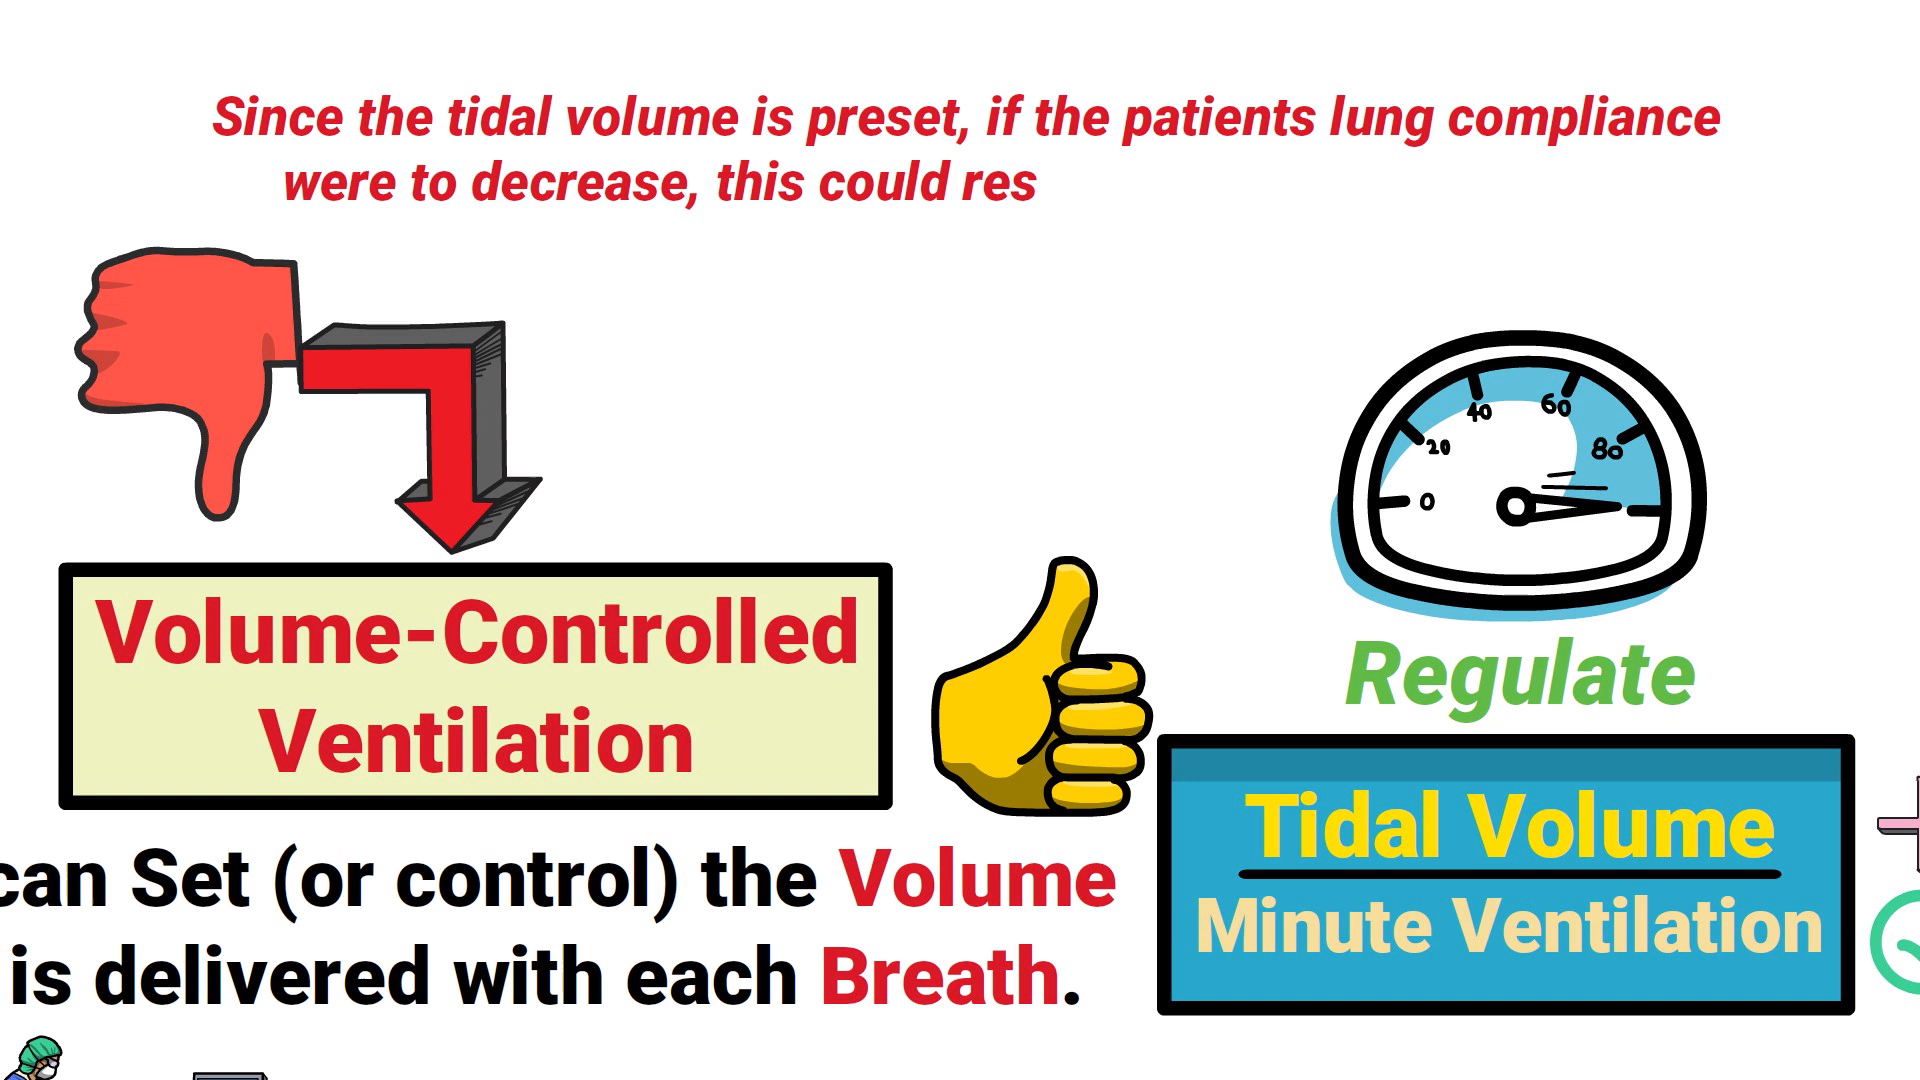 Since the tidal volume is preset, if the patients lung compliance
were to decrease, this could res
0
20
40
60
80
Volume-Controlled
Ventilation
Regulate
Tidal Volume
Minute Ventilation
can Set (or control) the Volume
is delivered with each Breath.